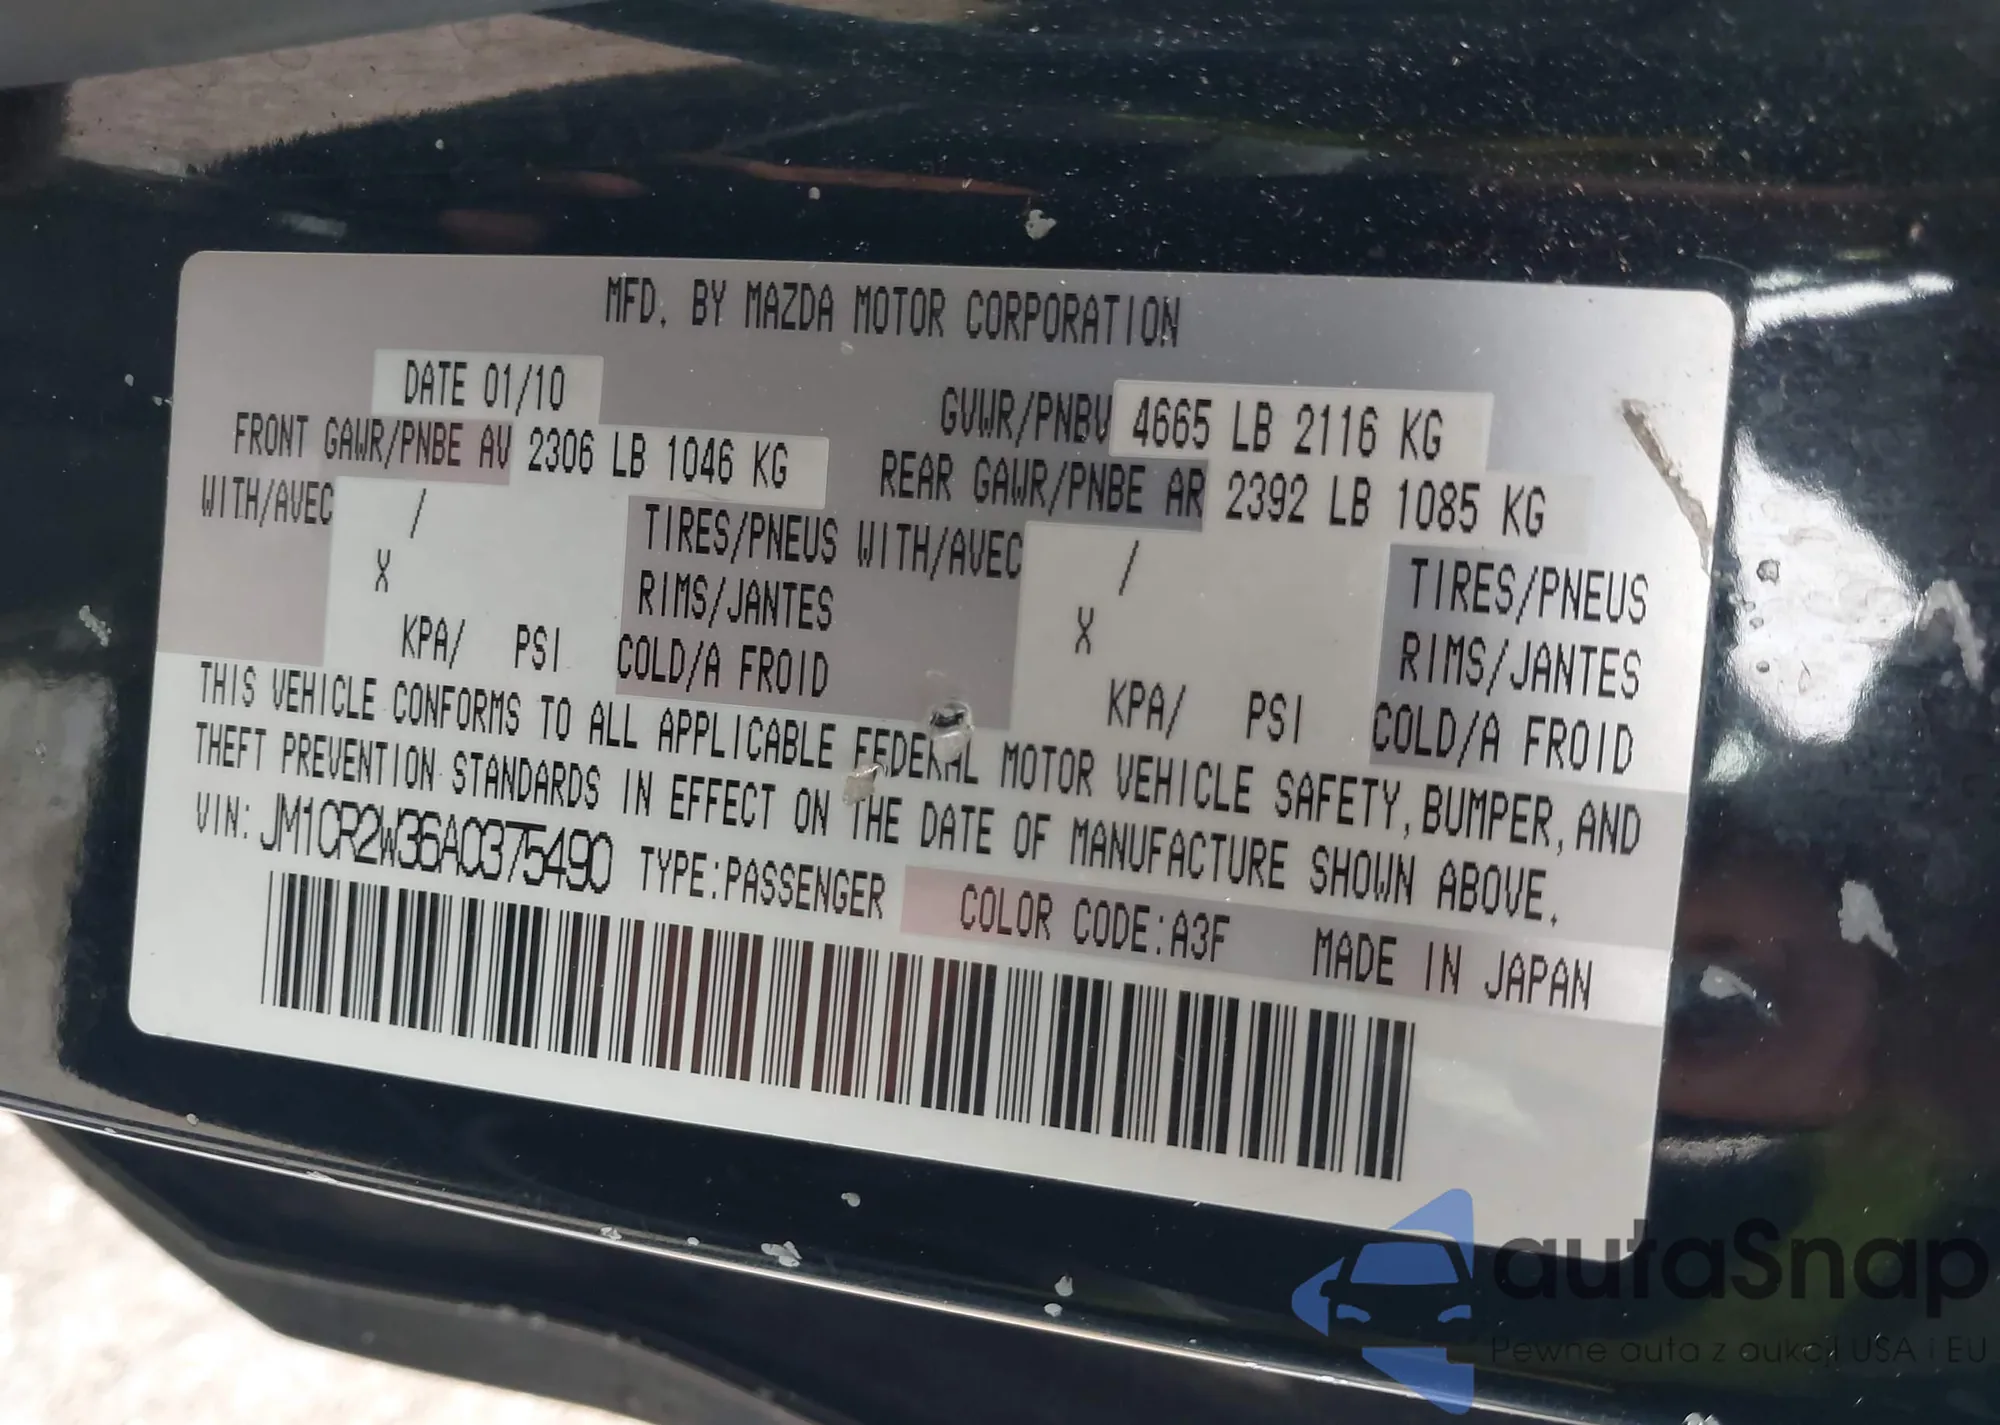 MFD. BY MAZDA MOTOR CORPORATION
DATE 01/10
GVWR/PNBV 4665 LB 2116 KG
FRONT GAWR/PNBE AV 2306 LB 1046 KG
REAR GAWR/PNBE AR 2392 LB 1085 KG
WITH/AVEC / TIRES/PNEUS WITH/AVEC / TIRES/PNEUS
X RIMS/JANTES X RIMS/JANTES
KPA/ PSI COLD/A FROID KPA/ PSI COLD/A FROID
THIS VEHICLE CONFORMS TO ALL APPLICABLE FEDERAL MOTOR VEHICLE SAFETY, BUMPER, AND
THEFT PREVENTION STANDARDS IN EFFECT ON THE DATE OF MANUFACTURE SHOWN ABOVE.
VIN: JM1CR2W36A0375490 TYPE:PASSENGER COLOR CODE:A3F MADE IN JAPAN
autaSnap
Pewne auta z aukcji USA i EU